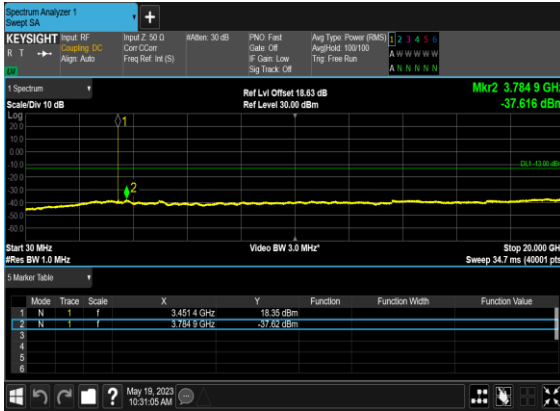 Spectrum Analyzer 1
Swept SA
+
KEYSIGHT
R T
LV
Input: RF
Coupling: DC
Align: Auto
Input Z: 50 Ω
Corr CCorr
Freq Ref: Int (S)
#Atten: 30 dB
PNO: Fast
Gate: Off
IF Gain: Low
Sig Track: Off
Avg Type: Power (RMS)
Avg|Hold: 100/100
Trig: Free Run
1 2 3 4 5 6
A W W W W W
A N N N N N
1 Spectrum
Scale/Div 10 dB
Ref Lvl Offset 18.63 dB
Ref Level 30.00 dBm
Mkr2 3.784 9 GHz
-37.616 dBm
Log
20.0
10.0
0.00
-10.0
-20.0
-30.0
-40.0
-50.0
-60.0
1
2
DL1 -13.00 dBm
Start 30 MHz
#Res BW 1.0 MHz
Video BW 3.0 MHz*
Stop 20.000 GHz
Sweep 34.7 ms (40001 pts)
5 Marker Table
Mode Trace Scale X Y Function Function Width Function Value
1 N 1 f 3.451 4 GHz 18.35 dBm
2 N 1 f 3.784 9 GHz -37.62 dBm
3
4
5
6
?
May 19, 2023
10:31:05 AM